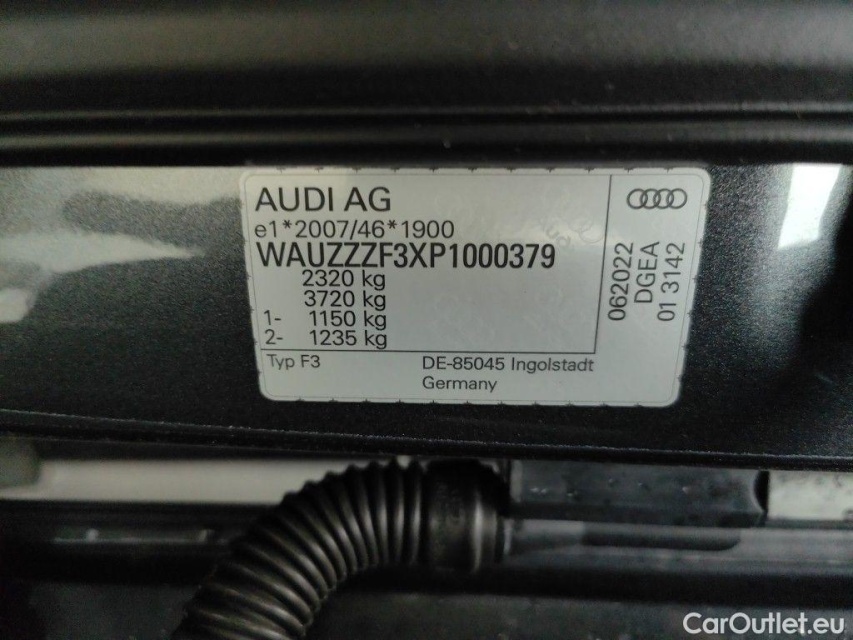 AUDI AG
e1*2007/46*1900
WAUZZZF3XP1000379
2320 kg
3720 kg
1- 1150 kg
2- 1235 kg
Typ F3
DE-85045 Ingolstadt
Germany
062022
DGEA
01 3142
CarOutlet.eu